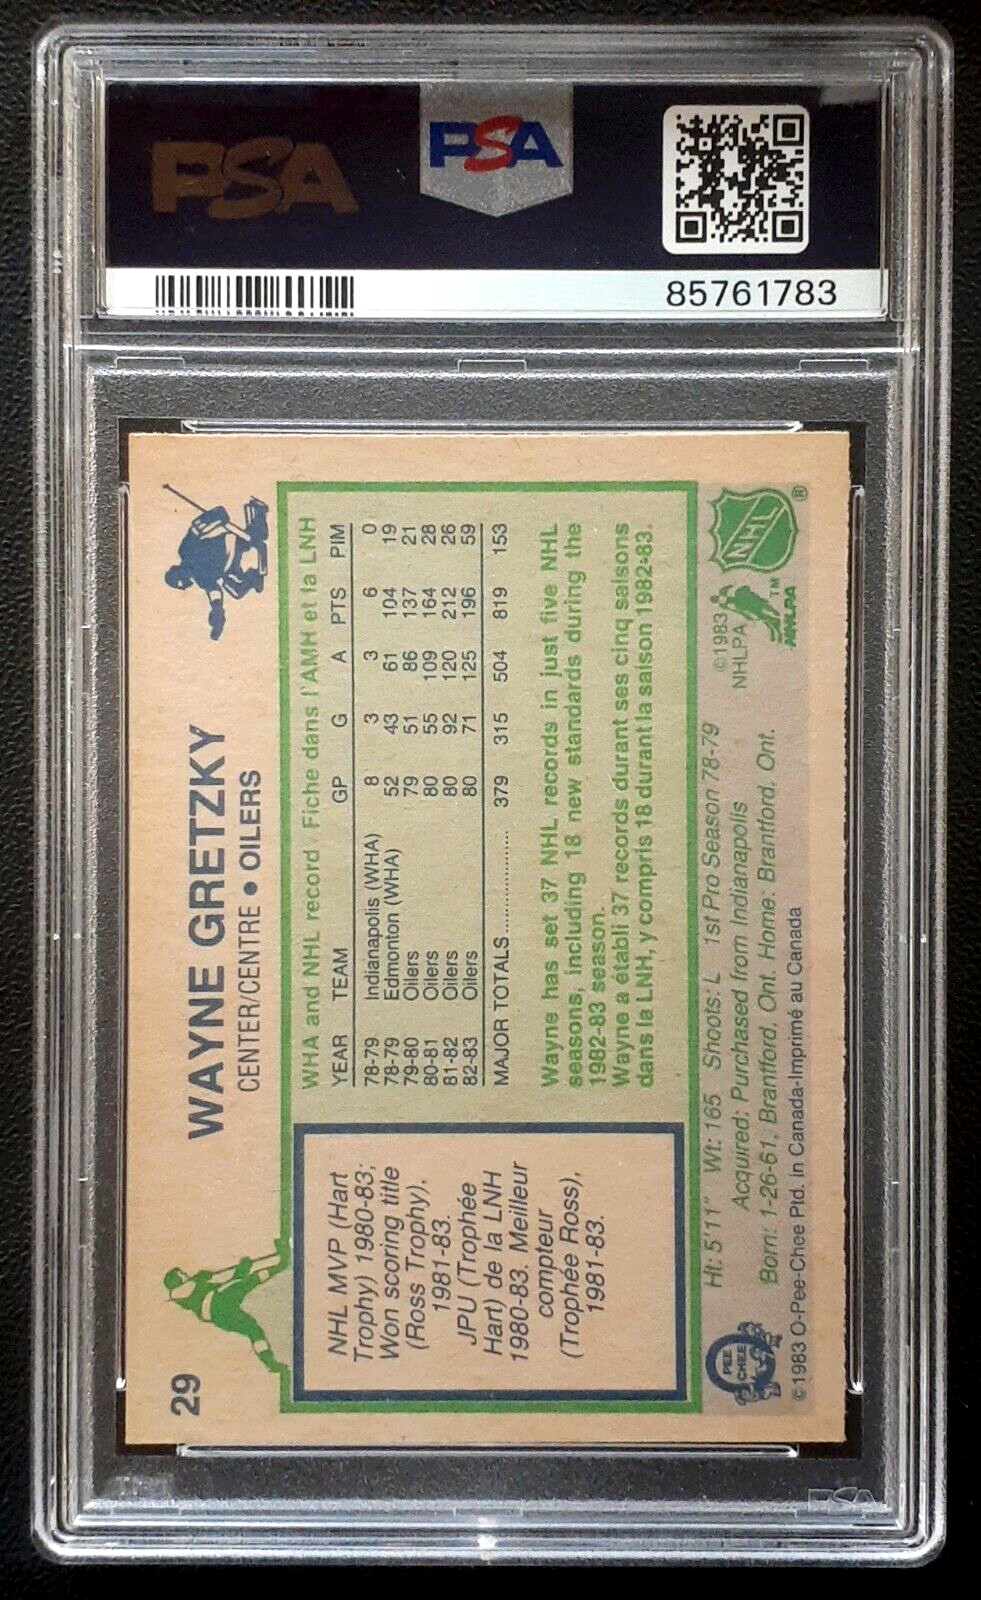 PSA
PSA
85761783
29
WAYNE GRETZKY
CENTER/CENTRE • OILERS
NHL MVP (Hart
Trophy) 1980-83;
Won scoring title
(Ross Trophy),
1981-83.
JPU (Trophée
Hart) de la LNH
1980-83. Meilleur
compteur
(Trophée Ross),
1981-83.
WHA and NHL record · Fiche dans l'AMH et la LNH
YEAR TEAM GP G A PTS PIM
78-79 Indianapolis (WHA) 8 3 3 6 0
78-79 Edmonton (WHA) 52 43 61 104 19
79-80 Oilers 79 51 86 137 21
80-81 Oilers 80 55 109 164 28
81-82 Oilers 80 92 120 212 26
82-83 Oilers 80 71 125 196 59
MAJOR TOTALS................ 379 315 504 819 153
Wayne has set 37 NHL records in just five NHL
seasons, including 18 new standards during the
1982-83 season.
Wayne a établi 37 records durant ses cinq saisons
dans la LNH, y compris 18 durant la saison 1982-83.
Ht: 5'11" Wt: 165 Shoots: L 1st Pro Season 78-79
Acquired: Purchased from Indianapolis
Born: 1-26-61, Brantford, Ont. Home: Brantford, Ont.
©1983 O-Pee-Chee Ptd. in Canada-Imprimé au Canada
O
PEE
CHEE
©1983
NHLPA
NHLPA
TM
NHL
®
PSA